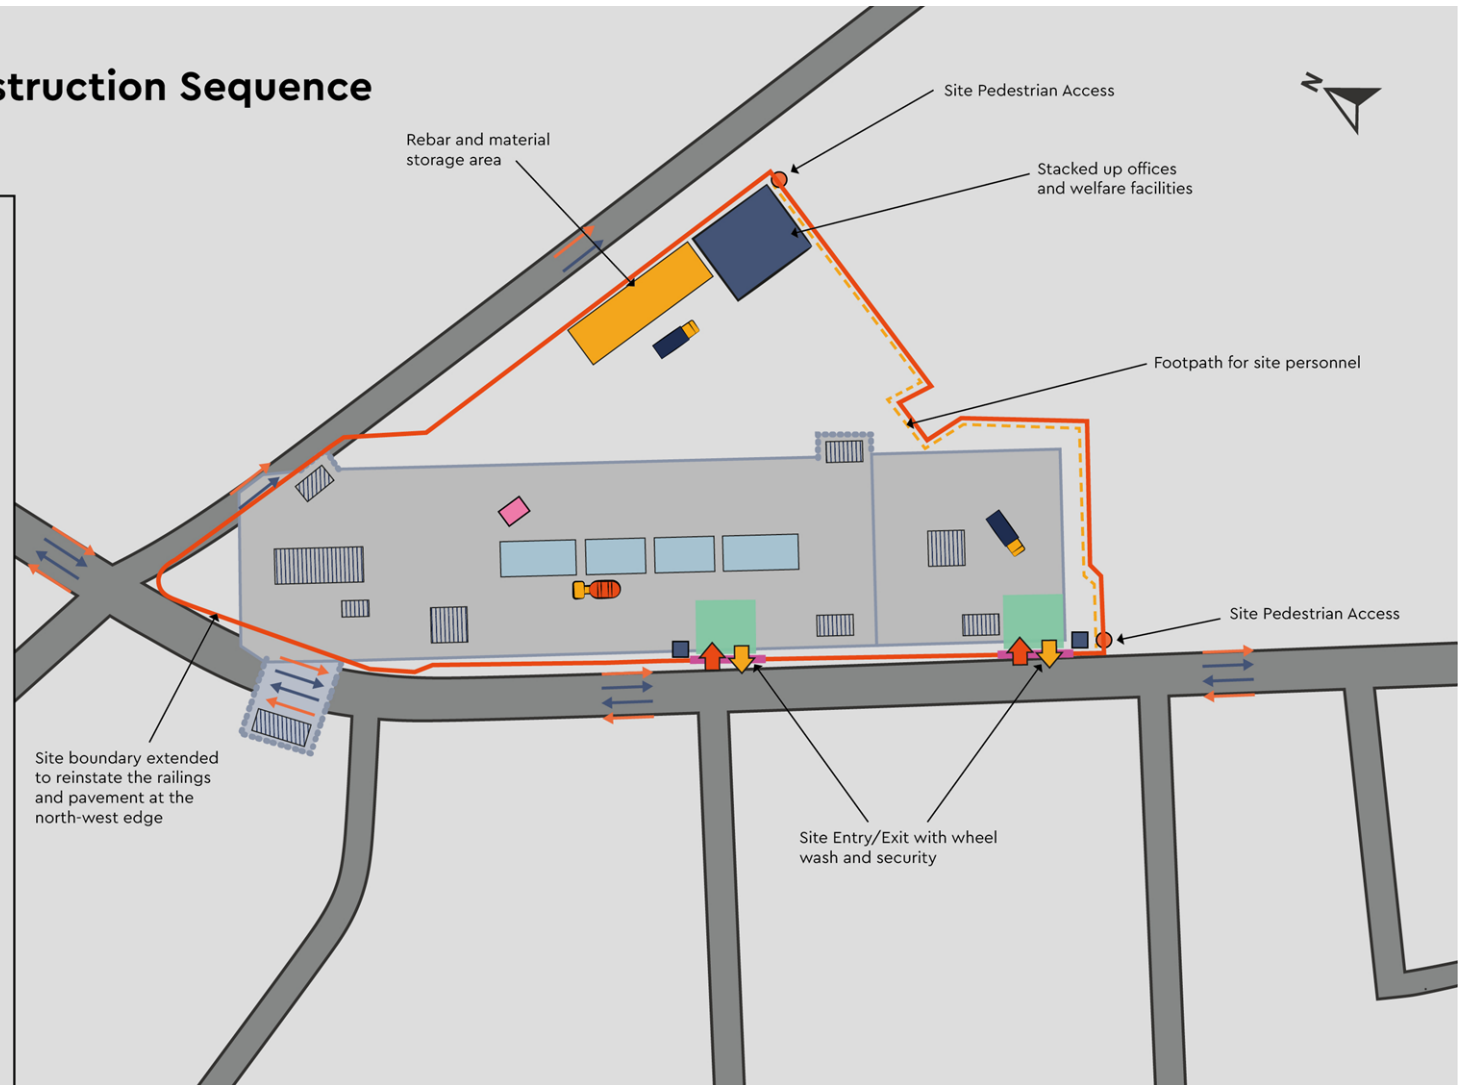 struction Sequence
Site Pedestrian Access
N
Rebar and material
storage area
Stacked up offices
and welfare facilities
Footpath for site personnel
Site Pedestrian Access
Site boundary extended
to reinstate the railings
and pavement at the
north-west edge
Site Entry/Exit with wheel
wash and security